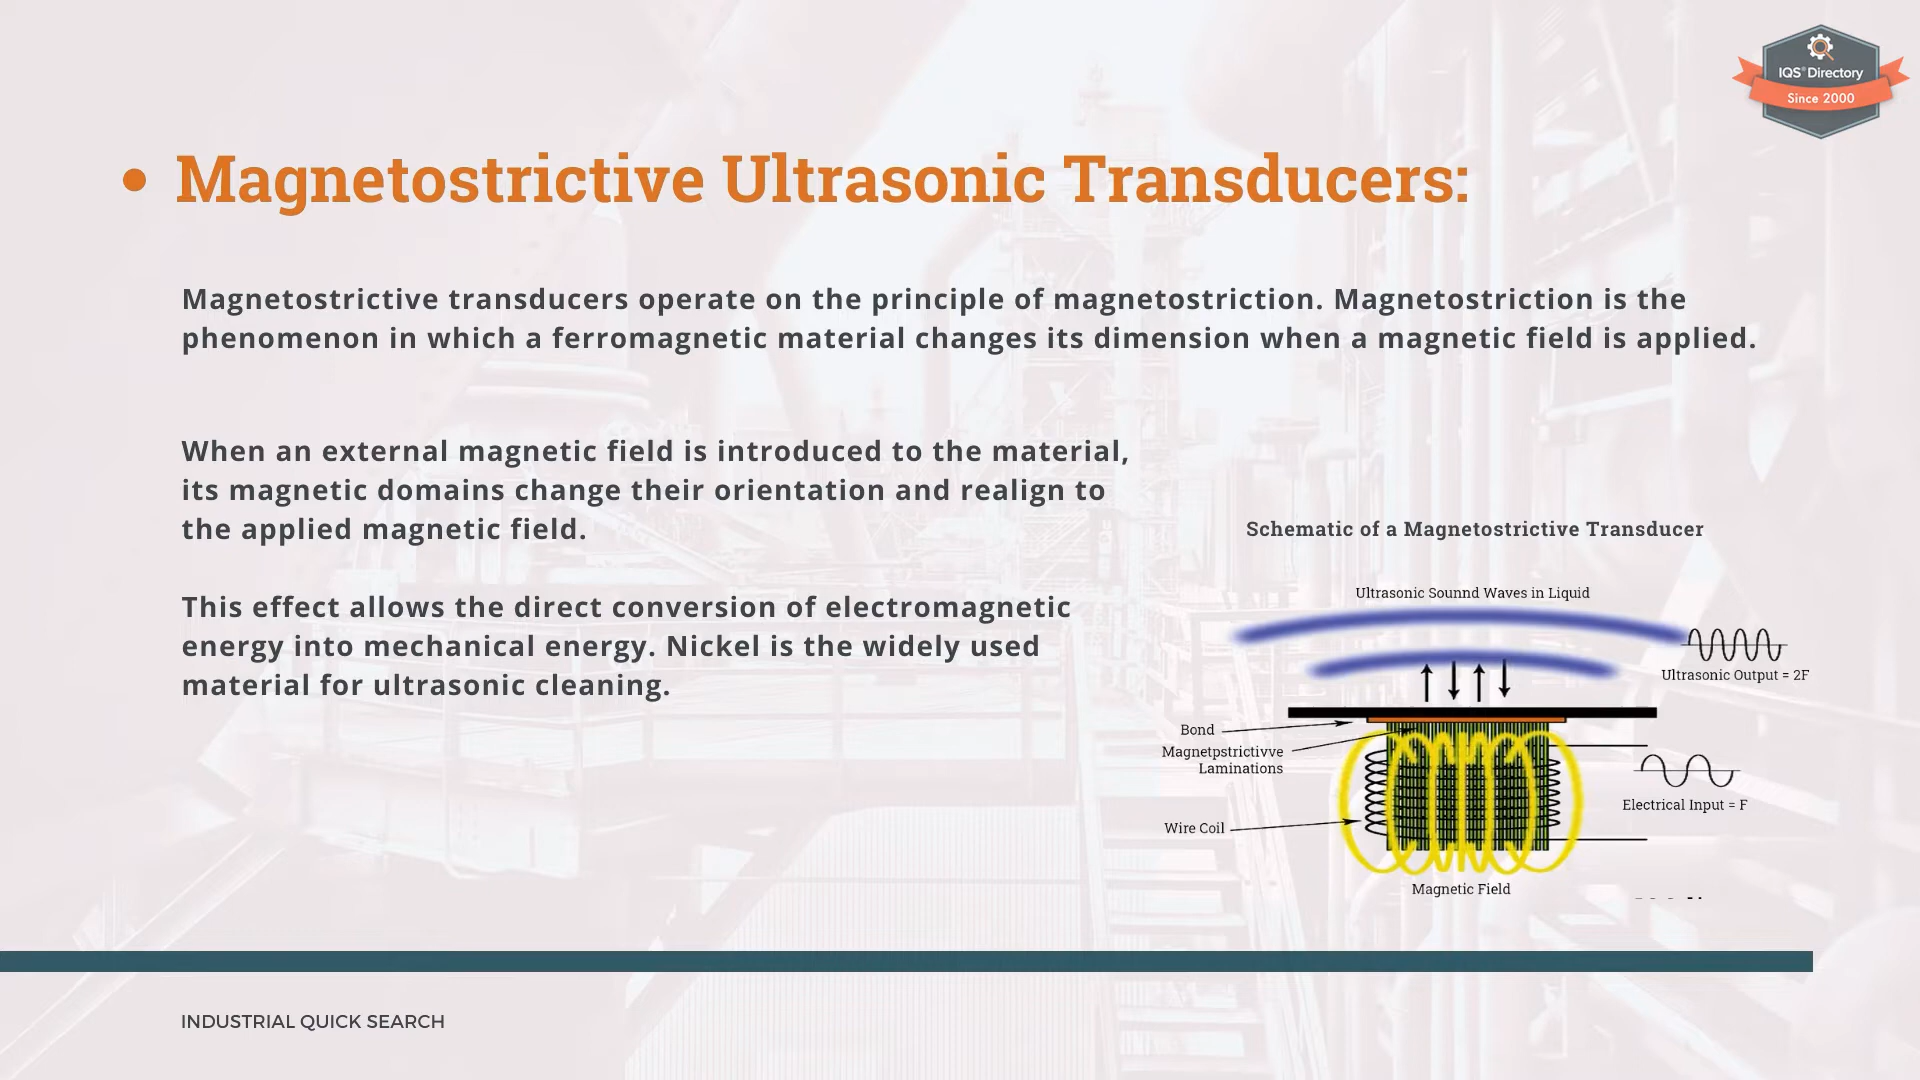 IQS® Directory
Since 2000
• Magnetostrictive Ultrasonic Transducers:
Magnetostrictive transducers operate on the principle of magnetostriction. Magnetostriction is the
phenomenon in which a ferromagnetic material changes its dimension when a magnetic field is applied.
When an external magnetic field is introduced to the material,
its magnetic domains change their orientation and realign to
the applied magnetic field.
This effect allows the direct conversion of electromagnetic
energy into mechanical energy. Nickel is the widely used
material for ultrasonic cleaning.
Schematic of a Magnetostrictive Transducer
Ultrasonic Sounnd Waves in Liquid
Ultrasonic Output = 2F
Bond
Magnetpstrictivve
Laminations
Electrical Input = F
Wire Coil
Magnetic Field
INDUSTRIAL QUICK SEARCH